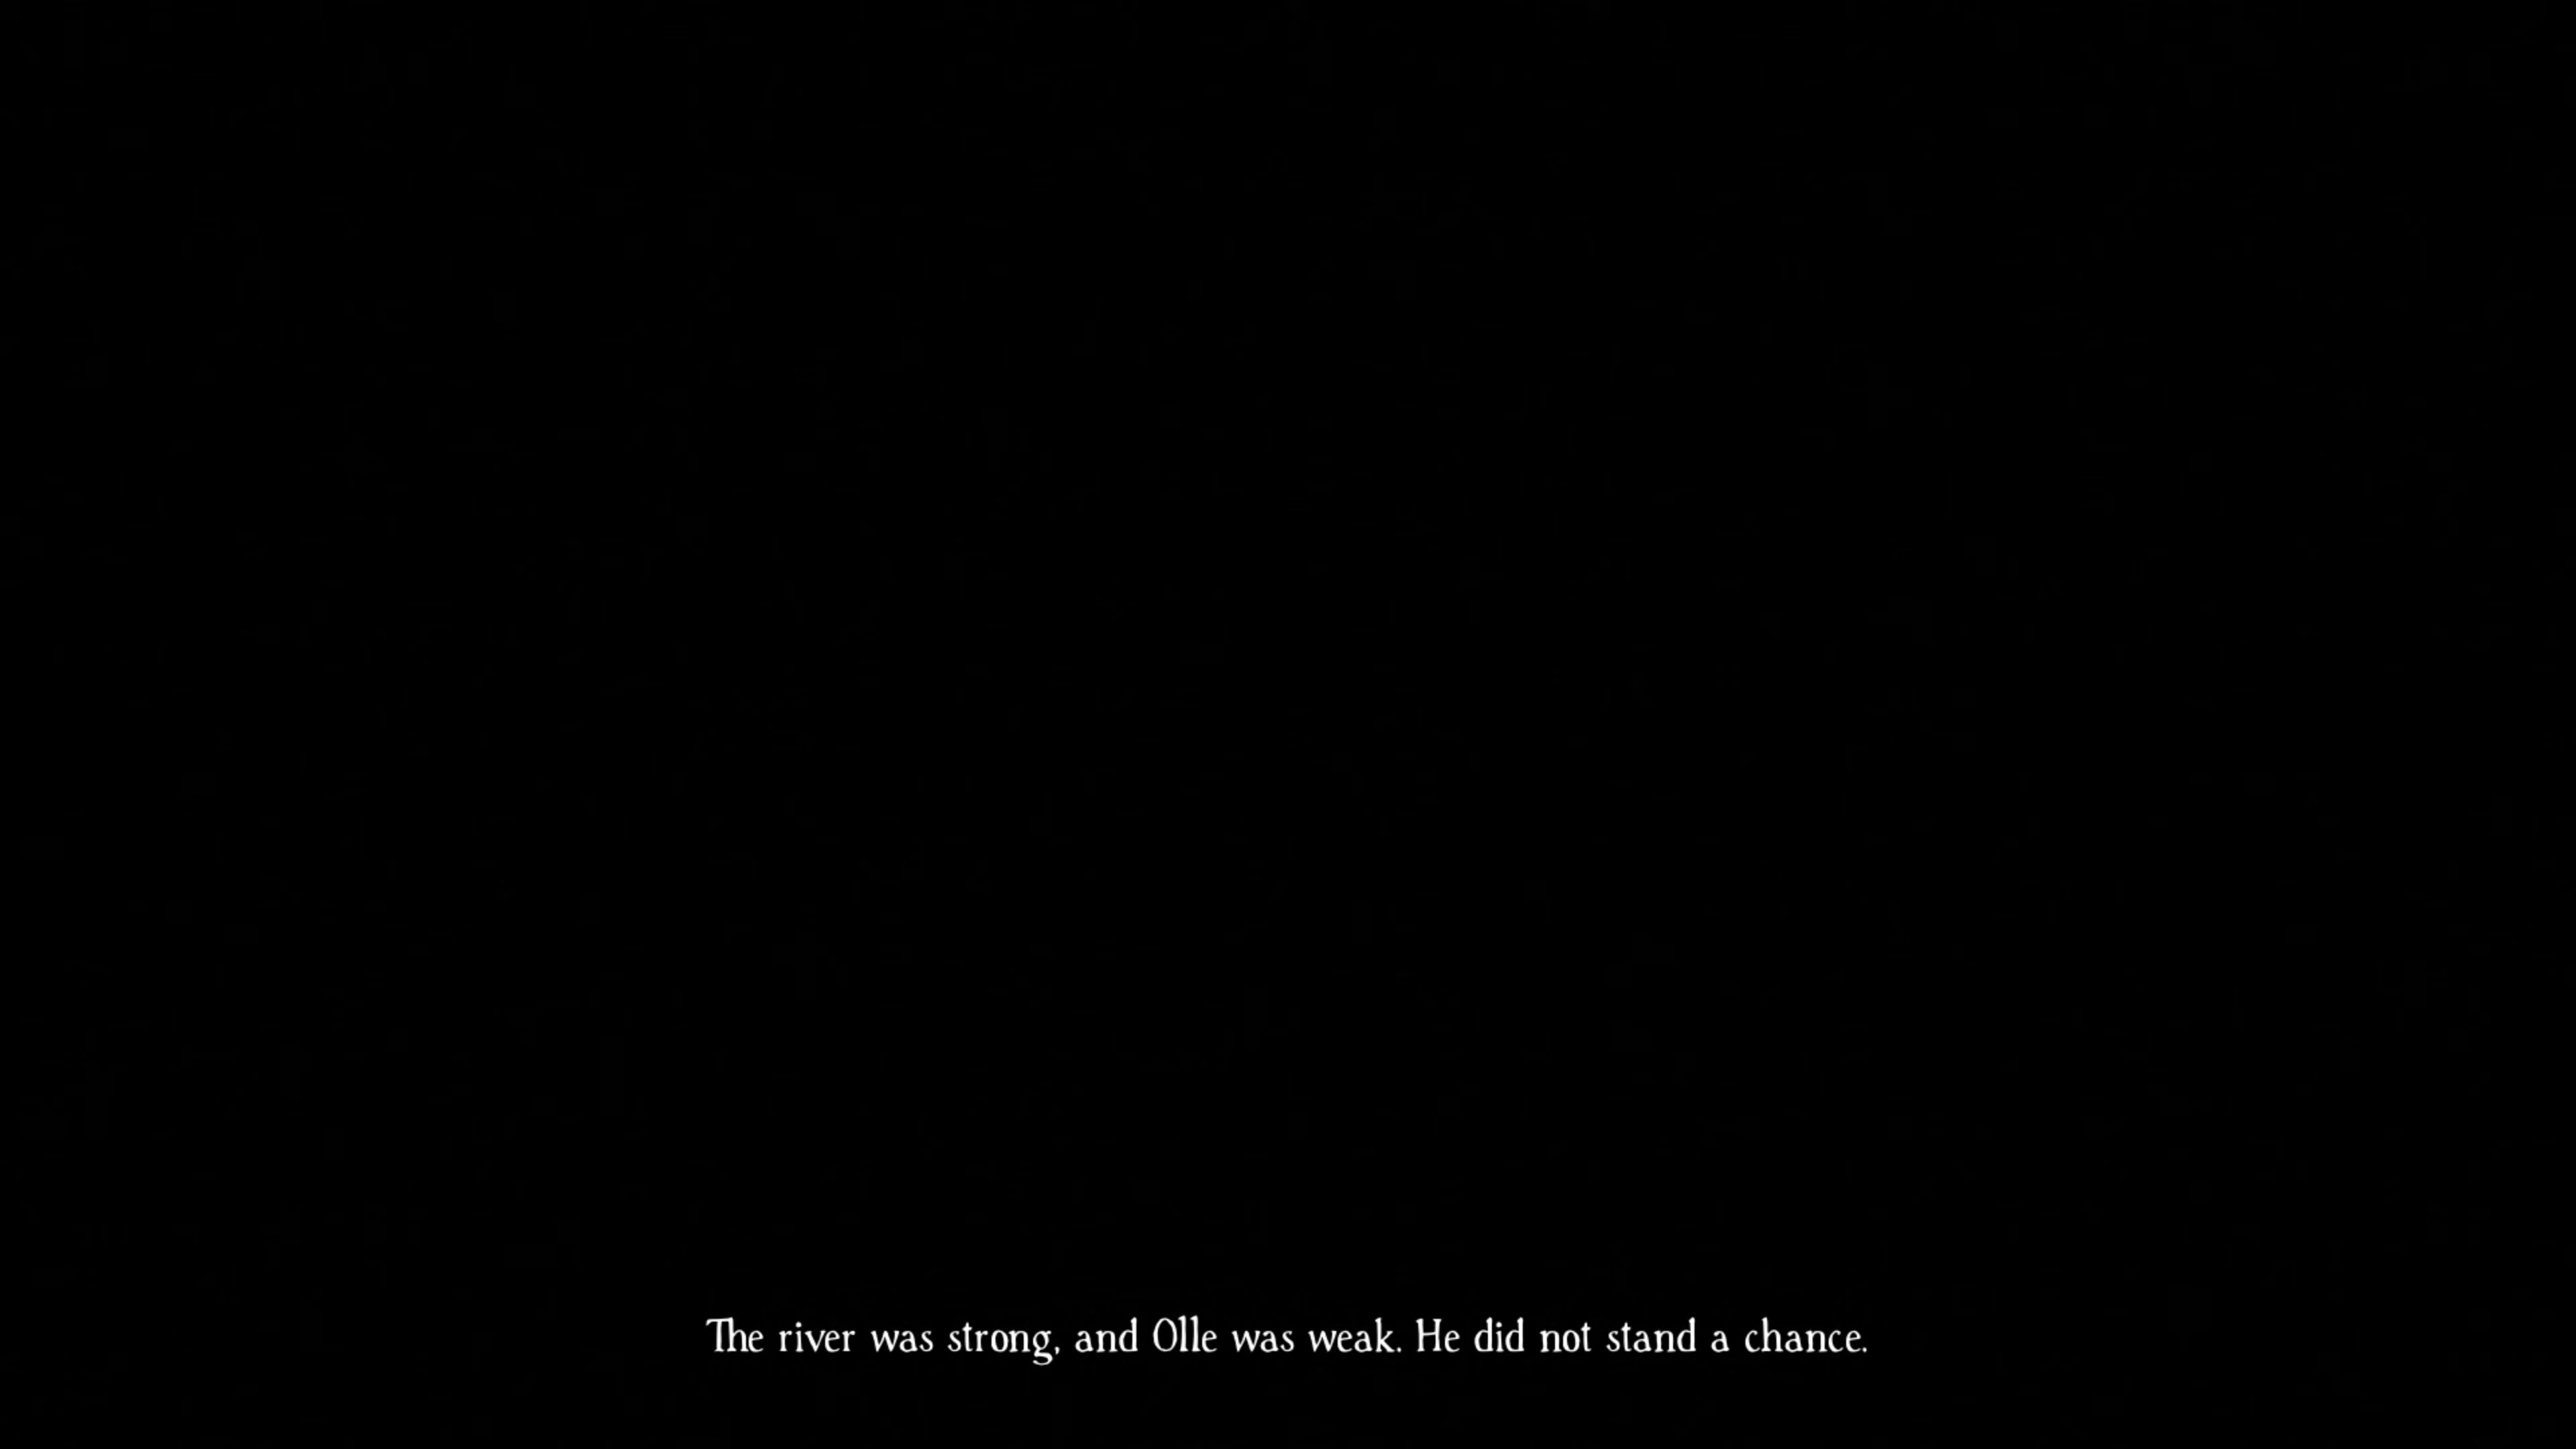 The river was strong, and Olle was weak. He did not stand a chance.